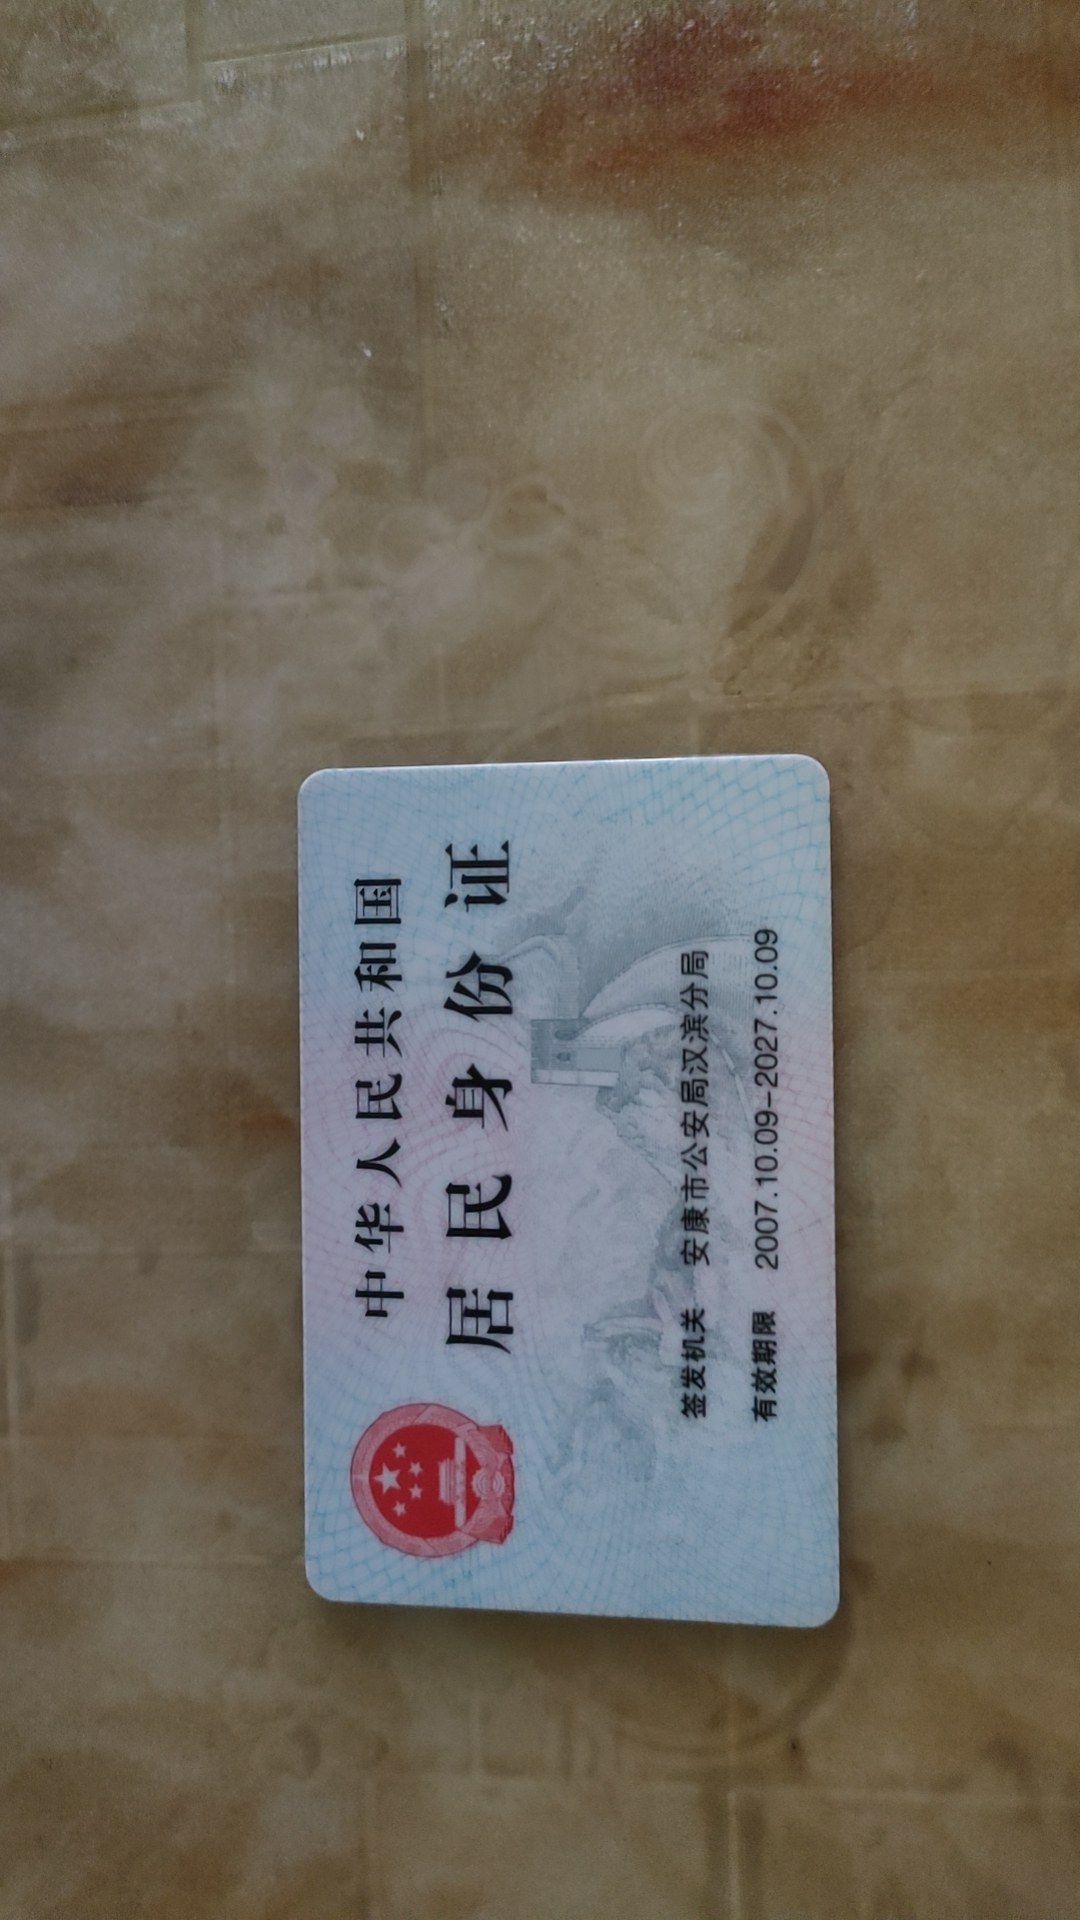 中华人民共和国
居民身份证
签发机关 安康市公安局汉滨分局
有效期限 2007.10.09-2027.10.09